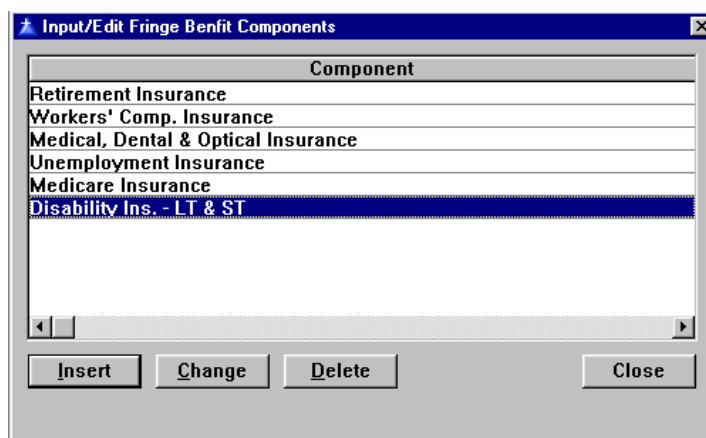 Input/Edit Fringe Benfit Components
Component
Retirement Insurance
Workers' Comp. Insurance
Medical, Dental & Optical Insurance
Unemployment Insurance
Medicare Insurance
Disability Ins. - LT & ST
Insert Change Delete Close